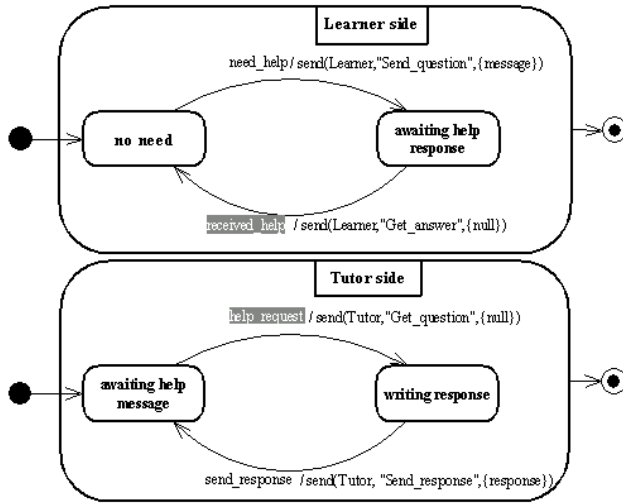 Learner side
need_help / send(Learner,"Send_question",{message})
no need
awaiting help
response
received_help / send(Learner,"Get_answer",{null})
Tutor side
help_request / send(Tutor,"Get_question",{null})
awaiting help
message
writing response
send_response / send(Tutor, "Send_response",{response})